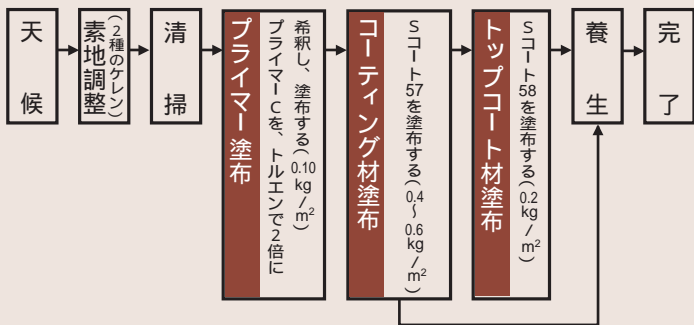 天候
素地調整
(2種のケレン)
清掃
プライマー塗布
プライマーCを、トルエンで2倍に
希釈し、塗布する(0.10kg/m²)
コーティング材塗布
Sコート57を塗布する(0.4〜0.6kg/m²)
トップコート材塗布
Sコート58を塗布する(0.2kg/m²)
養生
完了